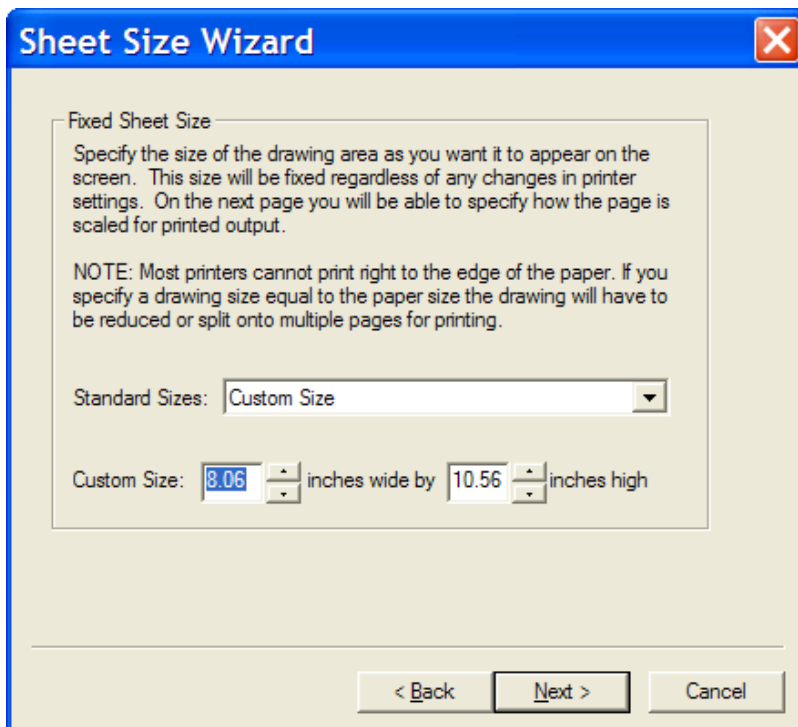 Sheet Size Wizard
Fixed Sheet Size
Specify the size of the drawing area as you want it to appear on the
screen.  This size will be fixed regardless of any changes in printer
settings.  On the next page you will be able to specify how the page is
scaled for printed output.
NOTE: Most printers cannot print right to the edge of the paper. If you
specify a drawing size equal to the paper size the drawing will have to
be reduced or split onto multiple pages for printing.
Standard Sizes: Custom Size
Custom Size: 8.06 inches wide by 10.56 inches high
< Back Next > Cancel